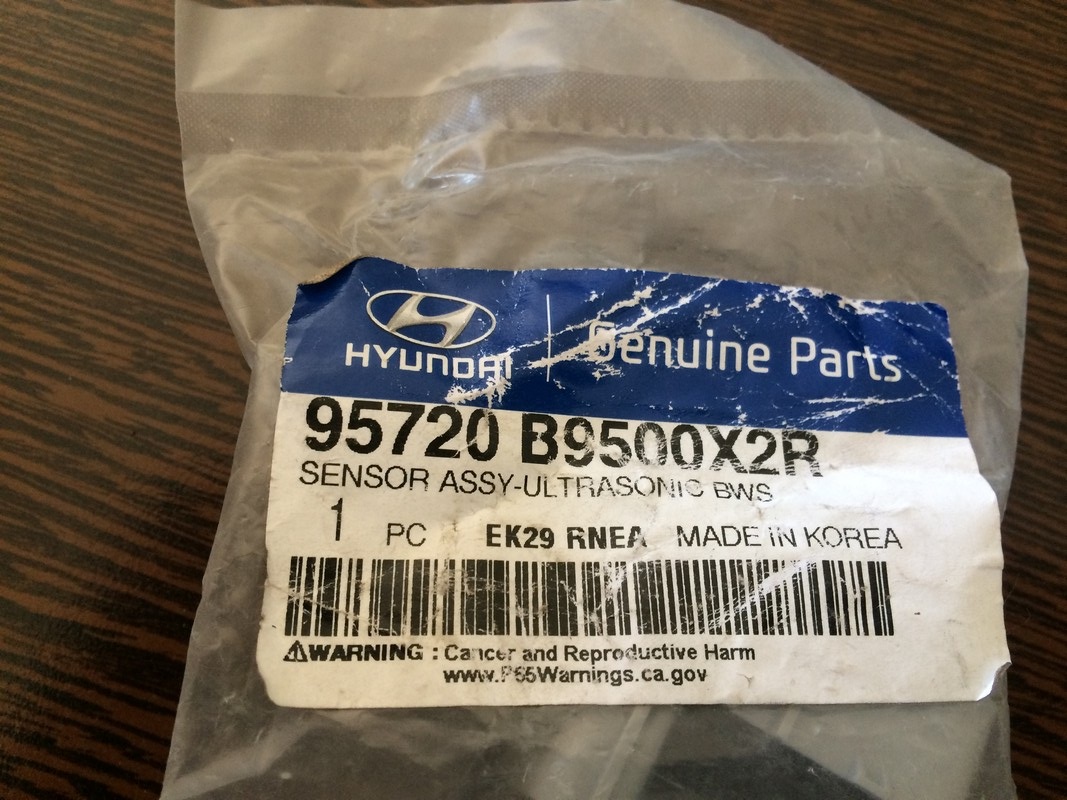 HYUNDAI Genuine Parts
95720 B9500X2R
SENSOR ASSY-ULTRASONIC BWS
1 PC EK29 RNEA MADE IN KOREA
⚠WARNING : Cancer and Reproductive Harm
www.P65Warnings.ca.gov